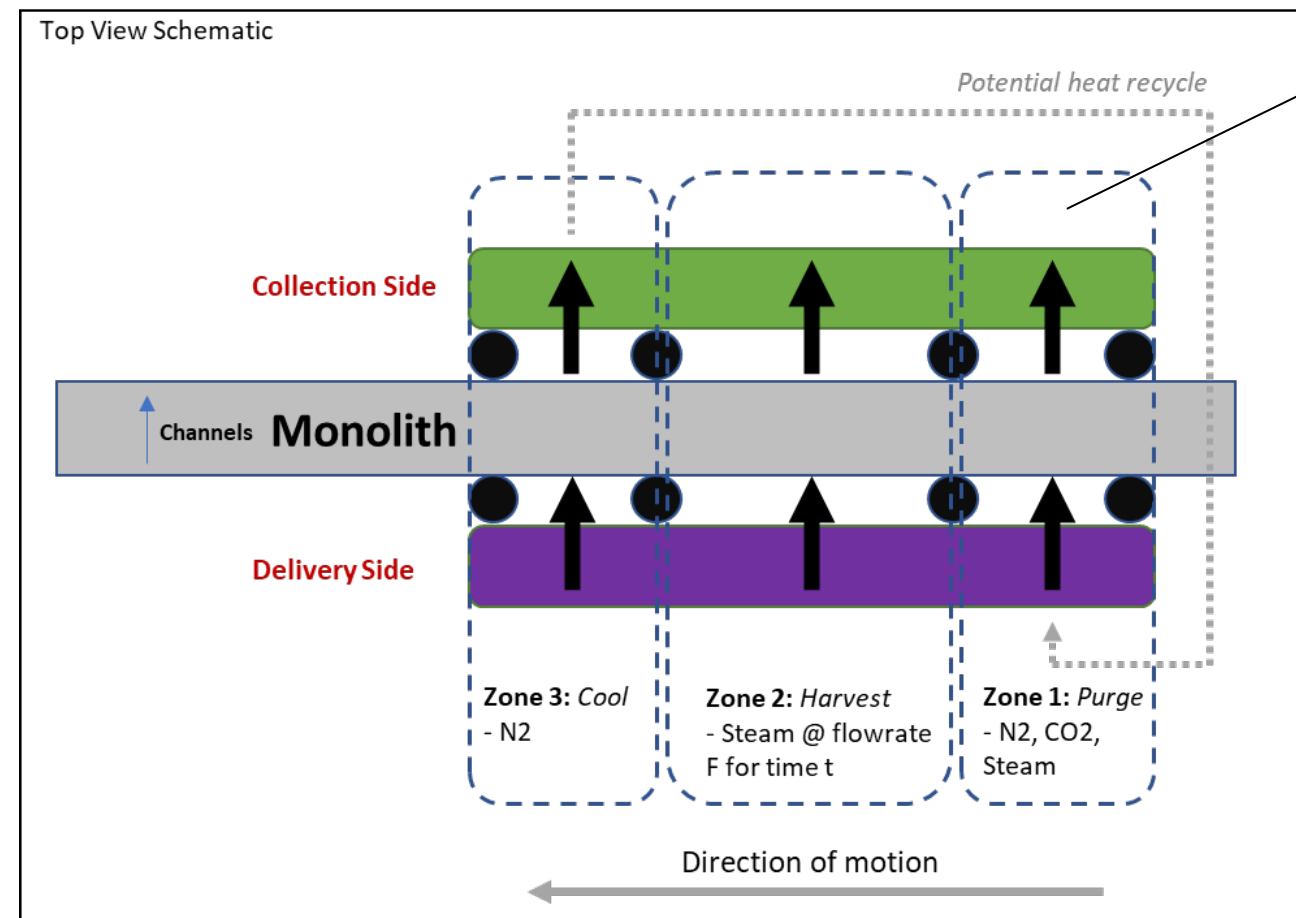 Top View Schematic
Potential heat recycle
Collection Side
Channels Monolith
Delivery Side
Zone 3: Cool
- N2
Zone 2: Harvest
- Steam @ flowrate
F for time t
Zone 1: Purge
- N2, CO2,
Steam
Direction of motion